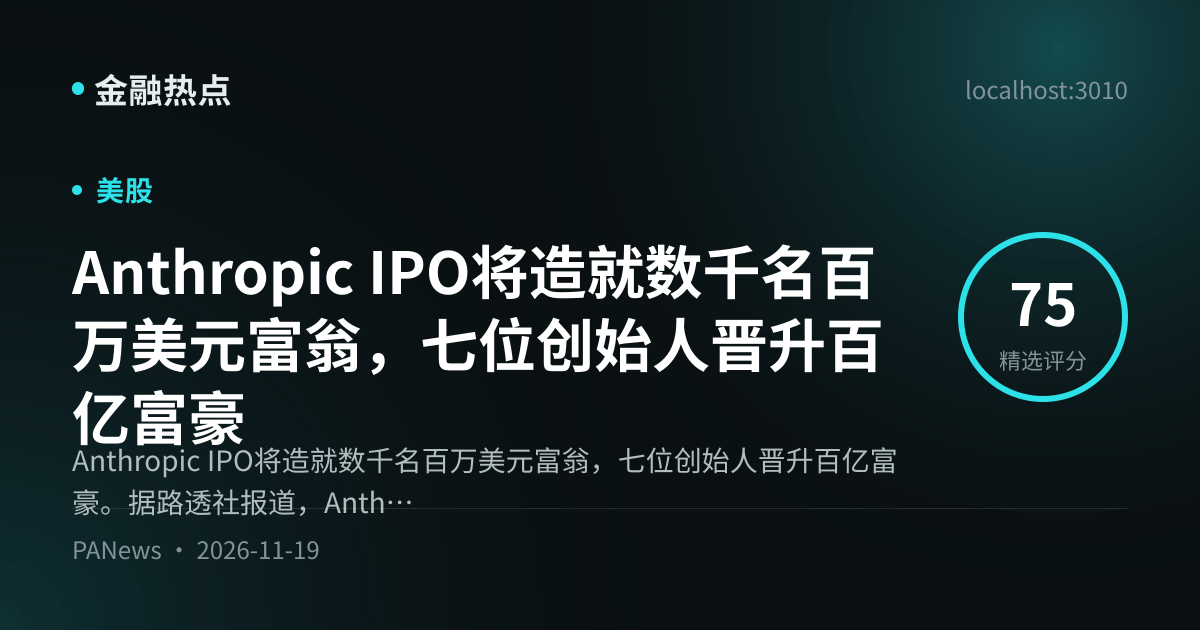 金融热点
localhost:3010
美股
Anthropic IPO将造就数千名百
万美元富翁，七位创始人晋升百
亿富豪
75
精选评分
Anthropic IPO将造就数千名百万美元富翁，七位创始人晋升百亿富
豪。据路透社报道，Anth…
PANews • 2026-11-19